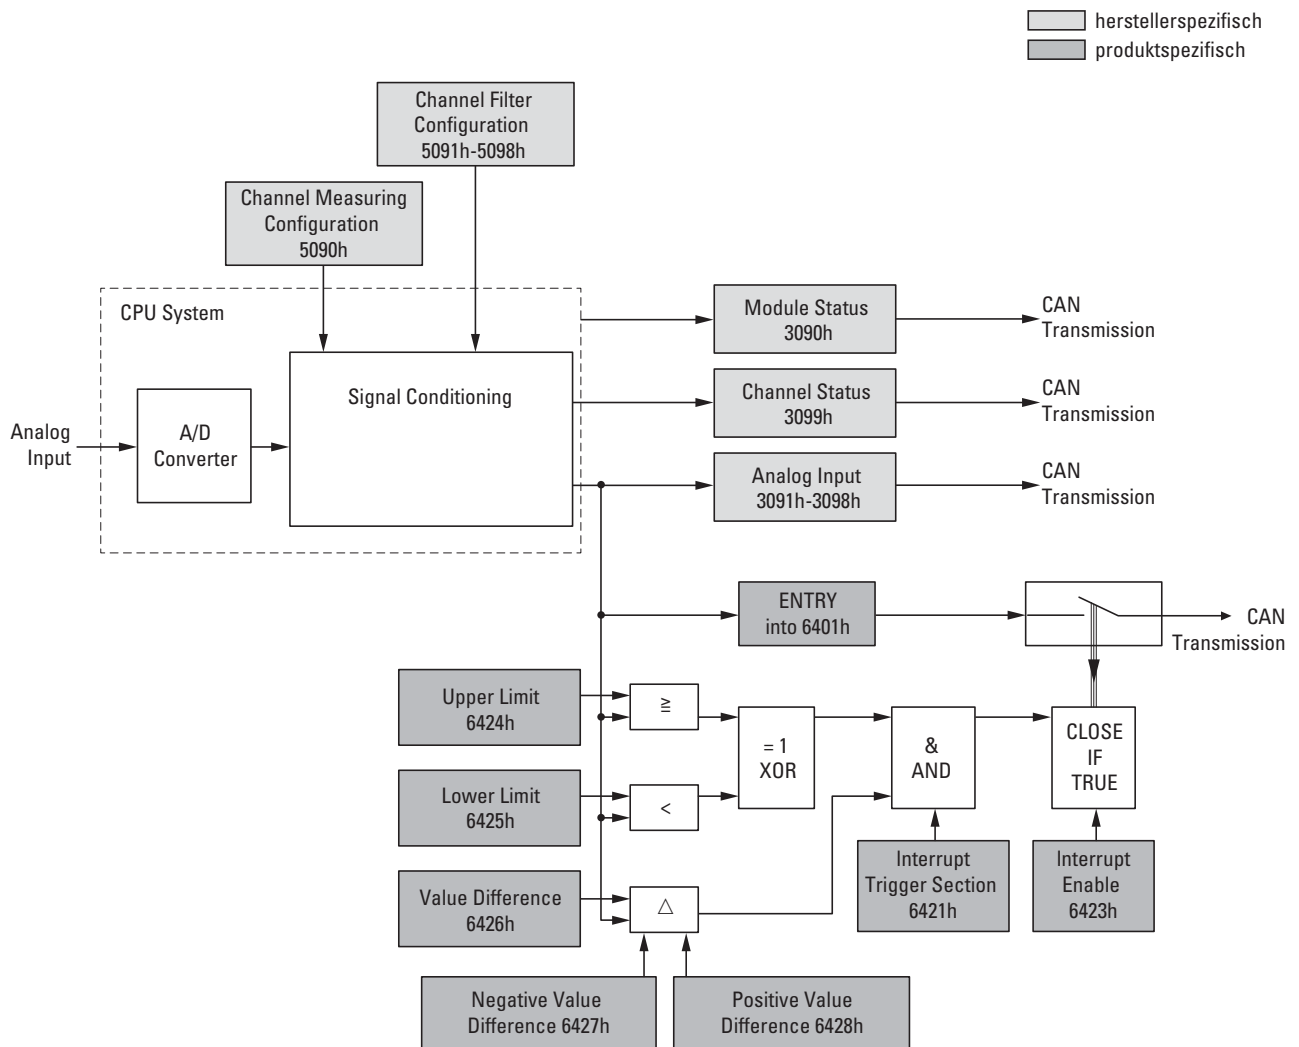 herstellerspezifisch
produktspezifisch
Channel Filter
Configuration
5091h-5098h
Channel Measuring
Configuration
5090h
CPU System
Module Status
3090h
CAN
Transmission
Signal Conditioning
Channel Status
3099h
CAN
Transmission
Analog
Input
A/D
Converter
Analog Input
3091h-3098h
CAN
Transmission
ENTRY
into 6401h
CAN
Transmission
Upper Limit
6424h
≧
= 1
XOR
&
AND
CLOSE
IF
TRUE
Lower Limit
6425h
<
Interrupt
Trigger Section
6421h
Interrupt
Enable
6423h
Value Difference
6426h
△
Negative Value
Difference 6427h
Positive Value
Difference 6428h